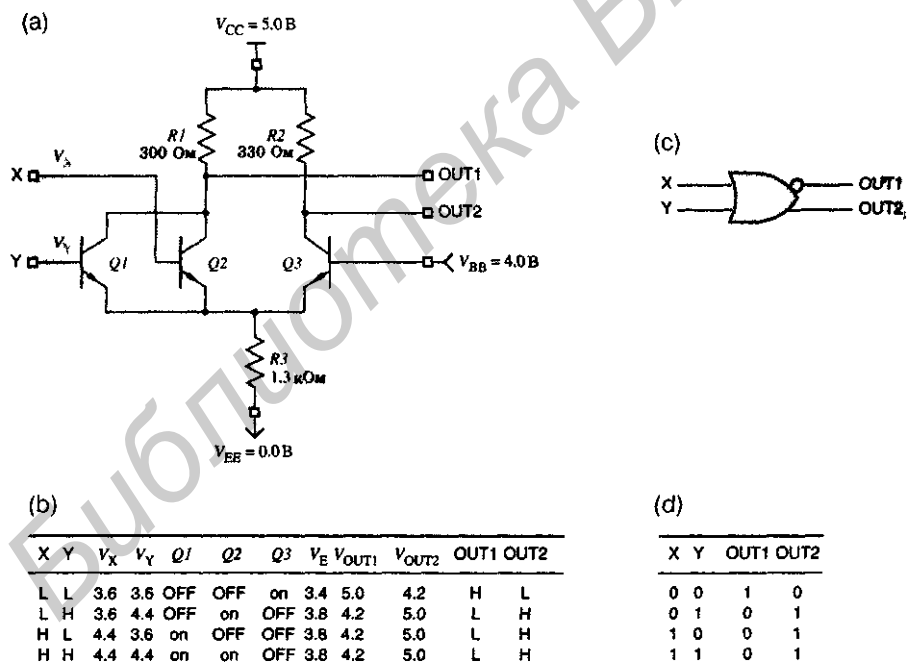 (a)
V_CC = 5.0 В
R1
300 Ом
R2
330 Ом
X
OUT1
OUT2
Y
V_Y
Q1
Q2
Q3
V_BB = 4.0 В
R3
1.3 кОм
V_EE = 0.0 В
(c)
X
Y
OUT1
OUT2
(b)
X Y V_X V_Y Q1 Q2 Q3 V_E V_OUT1 V_OUT2 OUT1 OUT2
L L 3.6 3.6 OFF OFF on 3.4 5.0 4.2 H L
L H 3.6 4.4 OFF on OFF 3.8 4.2 5.0 L H
H L 4.4 3.6 on OFF OFF 3.8 4.2 5.0 L H
H H 4.4 4.4 on on OFF 3.8 4.2 5.0 L H
(d)
X Y OUT1 OUT2
0 0 1 0
0 1 0 1
1 0 0 1
1 1 0 1
Библиотека Б